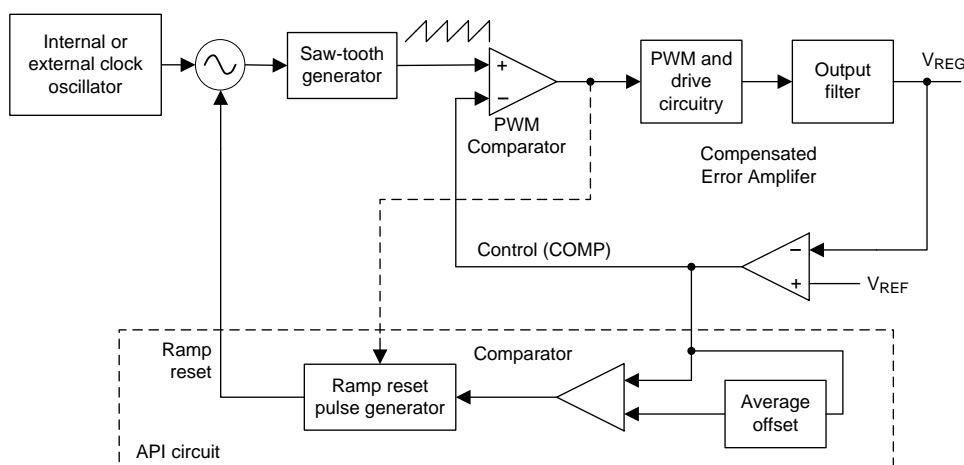 Internal or
external clock
oscillator
Saw-tooth
generator
+
−
PWM
Comparator
PWM and
drive
circuitry
Output
filter
VREG
Compensated
Error Amplifer
Control (COMP)
−
+
VREF
Ramp
reset
Ramp reset
pulse generator
Comparator
Average
offset
API circuit